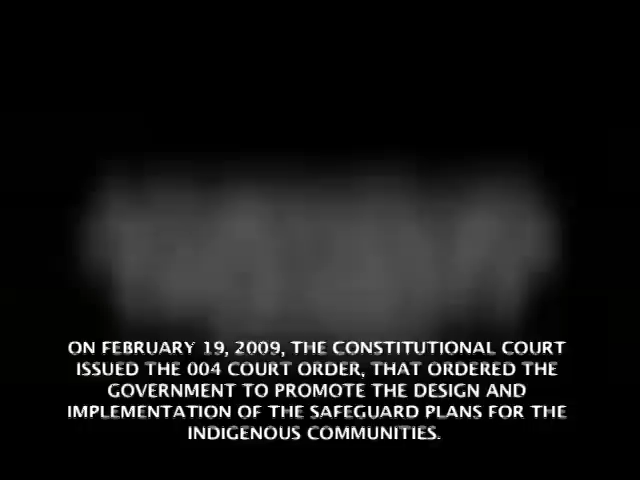 ON FEBRUARY 19, 2009, THE CONSTITUTIONAL COURT
ISSUED THE 004 COURT ORDER, THAT ORDERED THE
GOVERNMENT TO PROMOTE THE DESIGN AND
IMPLEMENTATION OF THE SAFEGUARD PLANS FOR THE
INDIGENOUS COMMUNITIES.